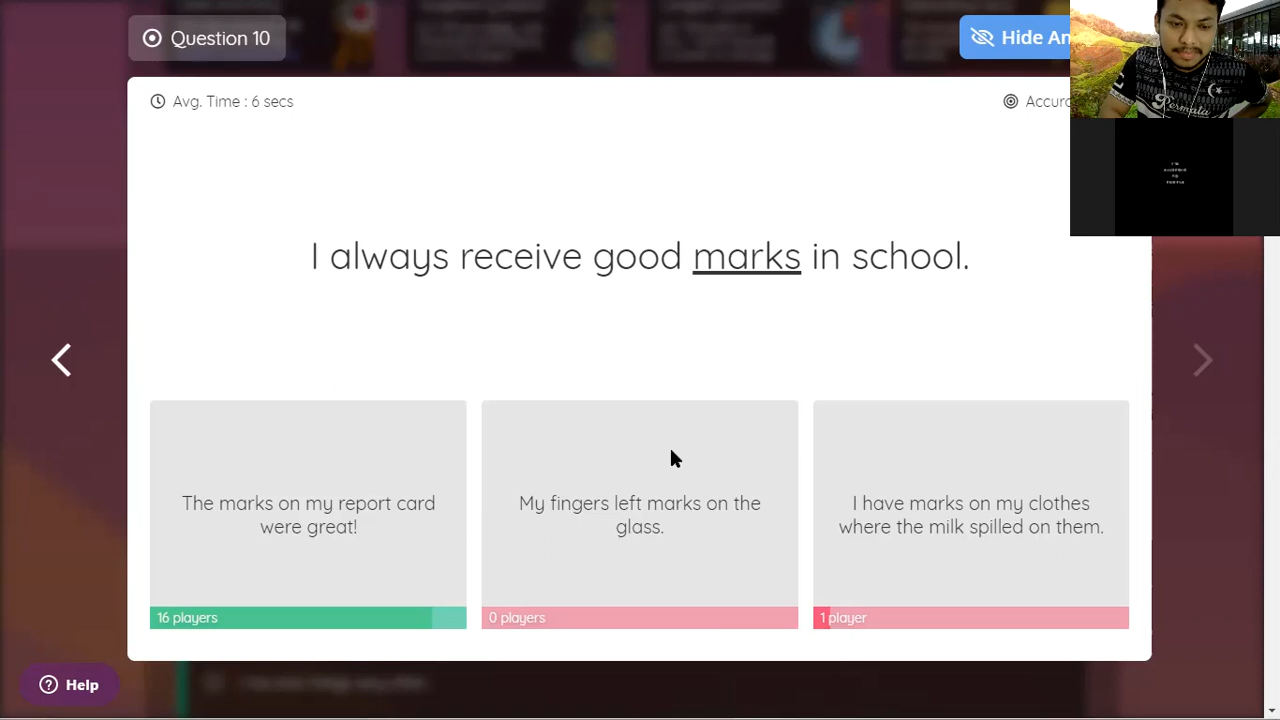 Question 10
Hide An
Avg. Time : 6 secs
Accur
I always receive good marks in school.
The marks on my report card
were great!
My fingers left marks on the
glass.
I have marks on my clothes
where the milk spilled on them.
16 players
0 players
1 player
Help
Permata